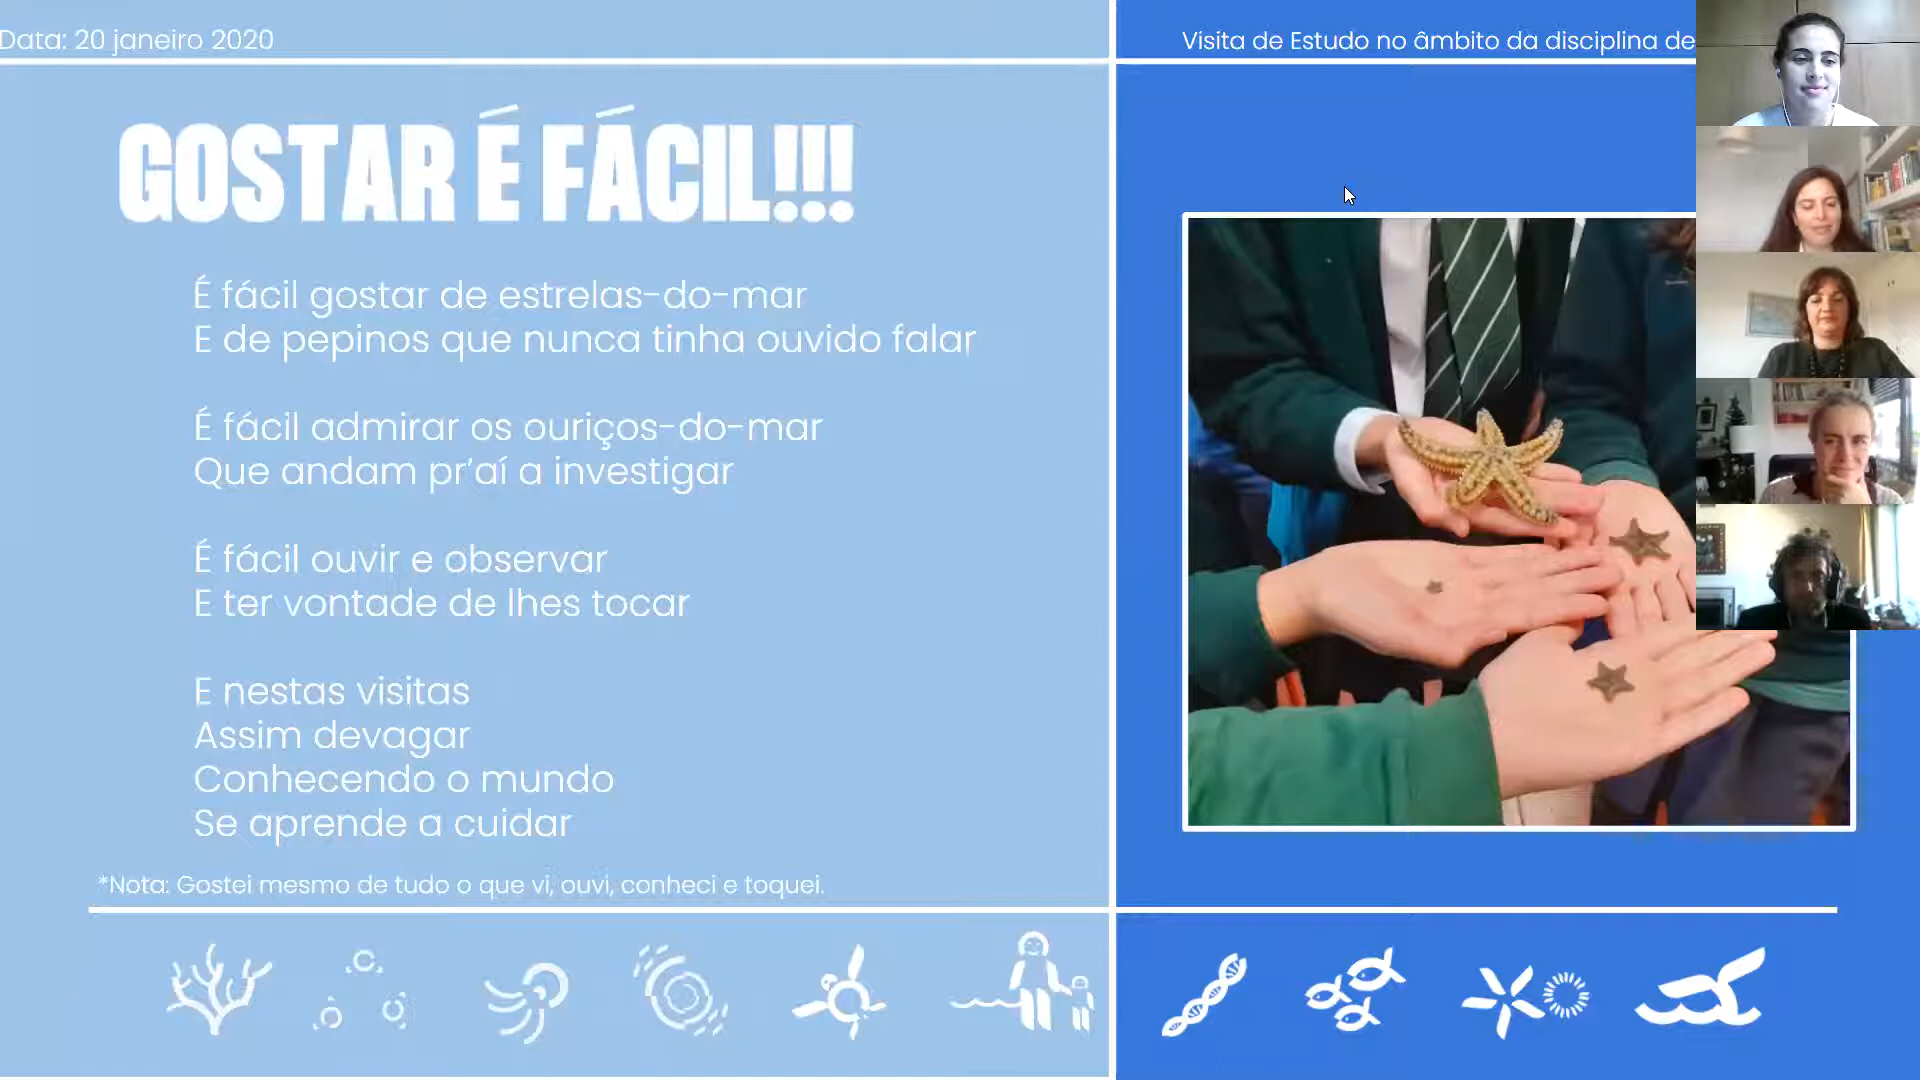 Data: 20 janeiro 2020
Visita de Estudo no âmbito da disciplina de
GOSTAR É FÁCIL!!!
É fácil gostar de estrelas-do-mar
E de pepinos que nunca tinha ouvido falar
É fácil admirar os ouriços-do-mar
Que andam pr'aí a investigar
É fácil ouvir e observar
E ter vontade de lhes tocar
E nestas visitas
Assim devagar
Conhecendo o mundo
Se aprende a cuidar
*Nota: Gostei mesmo de tudo o que vi, ouvi, conheci e toquei.